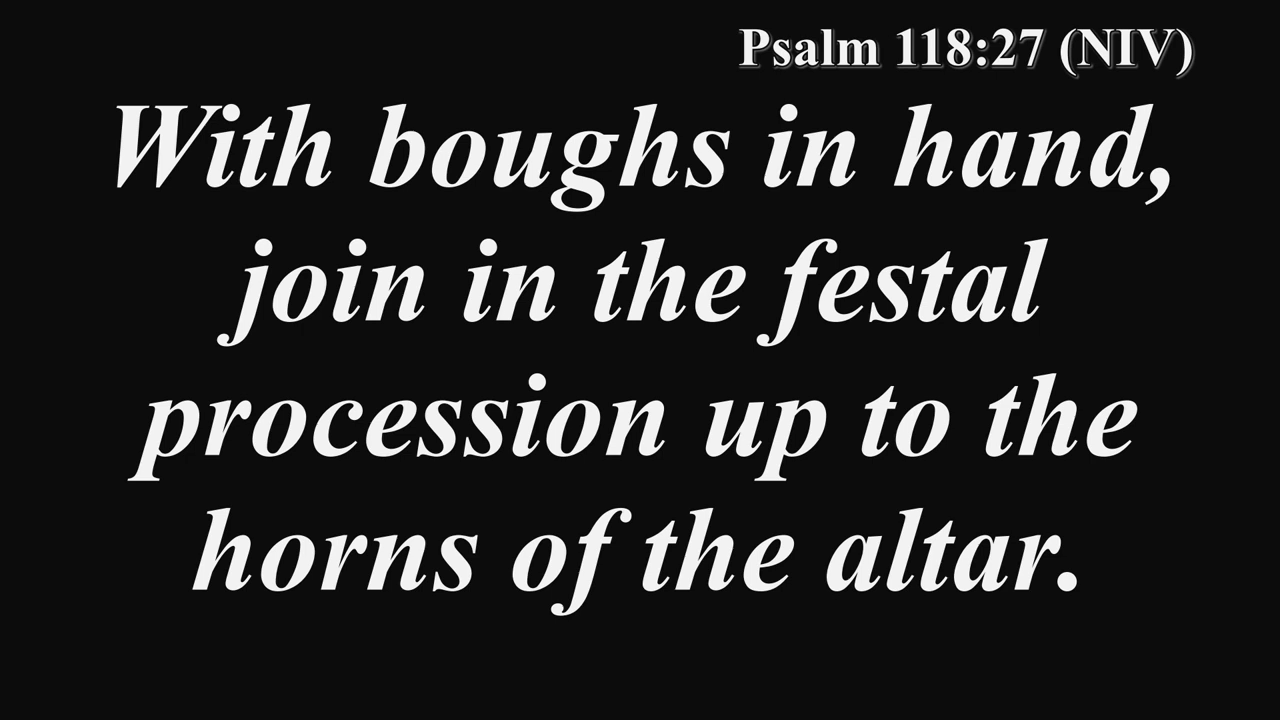 Psalm 118:27 (NIV)
With boughs in hand,
join in the festal
procession up to the
horns of the altar.